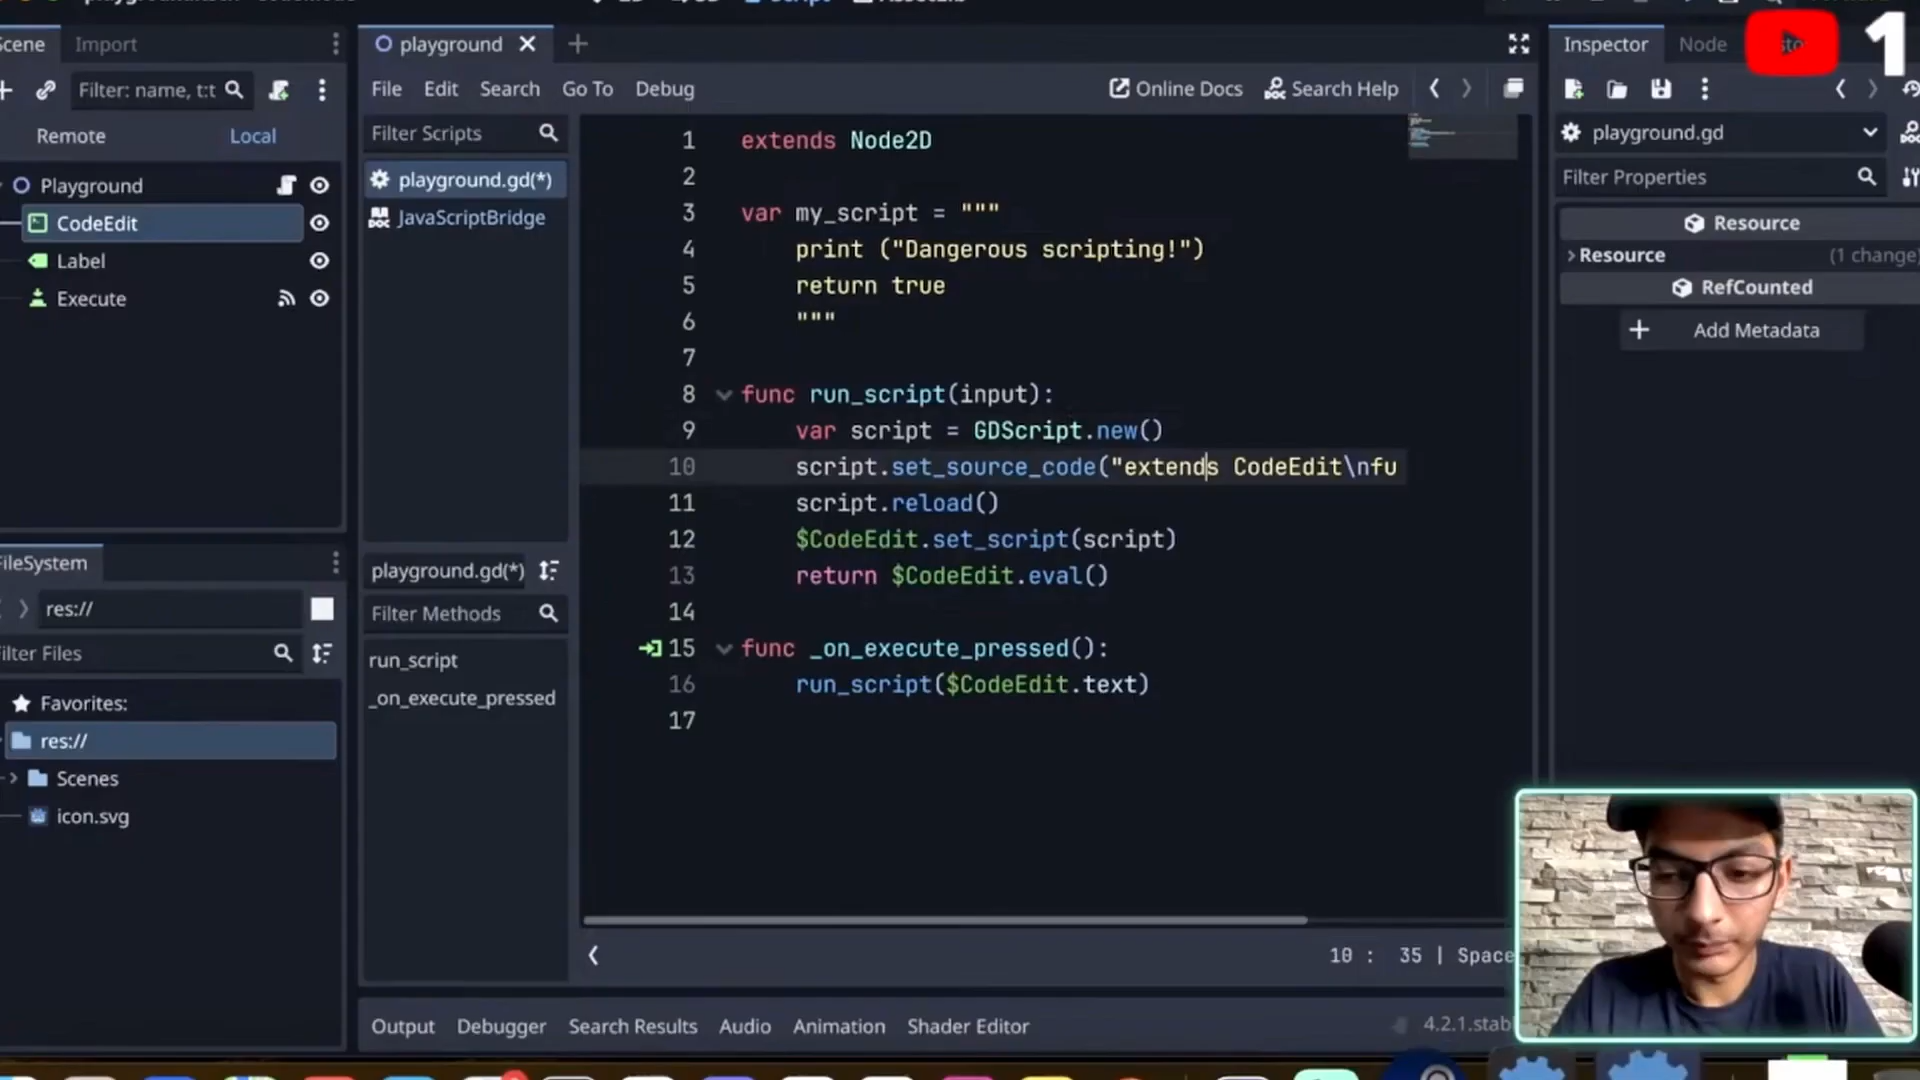 Scene
Import
Filter: name, t:t
Remote
Local
Playground
CodeEdit
Label
Execute
FileSystem
res://
Filter Files
Favorites:
res://
Scenes
icon.svg
playground
File Edit Search Go To Debug
Online Docs
Search Help
Filter Scripts
playground.gd(*)
JavaScriptBridge
playground.gd(*)
Filter Methods
run_script
_on_execute_pressed
1 extends Node2D
2
3 var my_script = """
4 print ("Dangerous scripting!")
5 return true
6 """
7
8 func run_script(input):
9 var script = GDScript.new()
10 script.set_source_code("extends CodeEdit\nfu
11 script.reload()
12 $CodeEdit.set_script(script)
13 return $CodeEdit.eval()
14
15 func _on_execute_pressed():
16 run_script($CodeEdit.text)
17
10 : 35 | Space
Output Debugger Search Results Audio Animation Shader Editor
4.2.1.stabl
Inspector
Node
1
playground.gd
Filter Properties
Resource
Resource
(1 change
RefCounted
Add Metadata